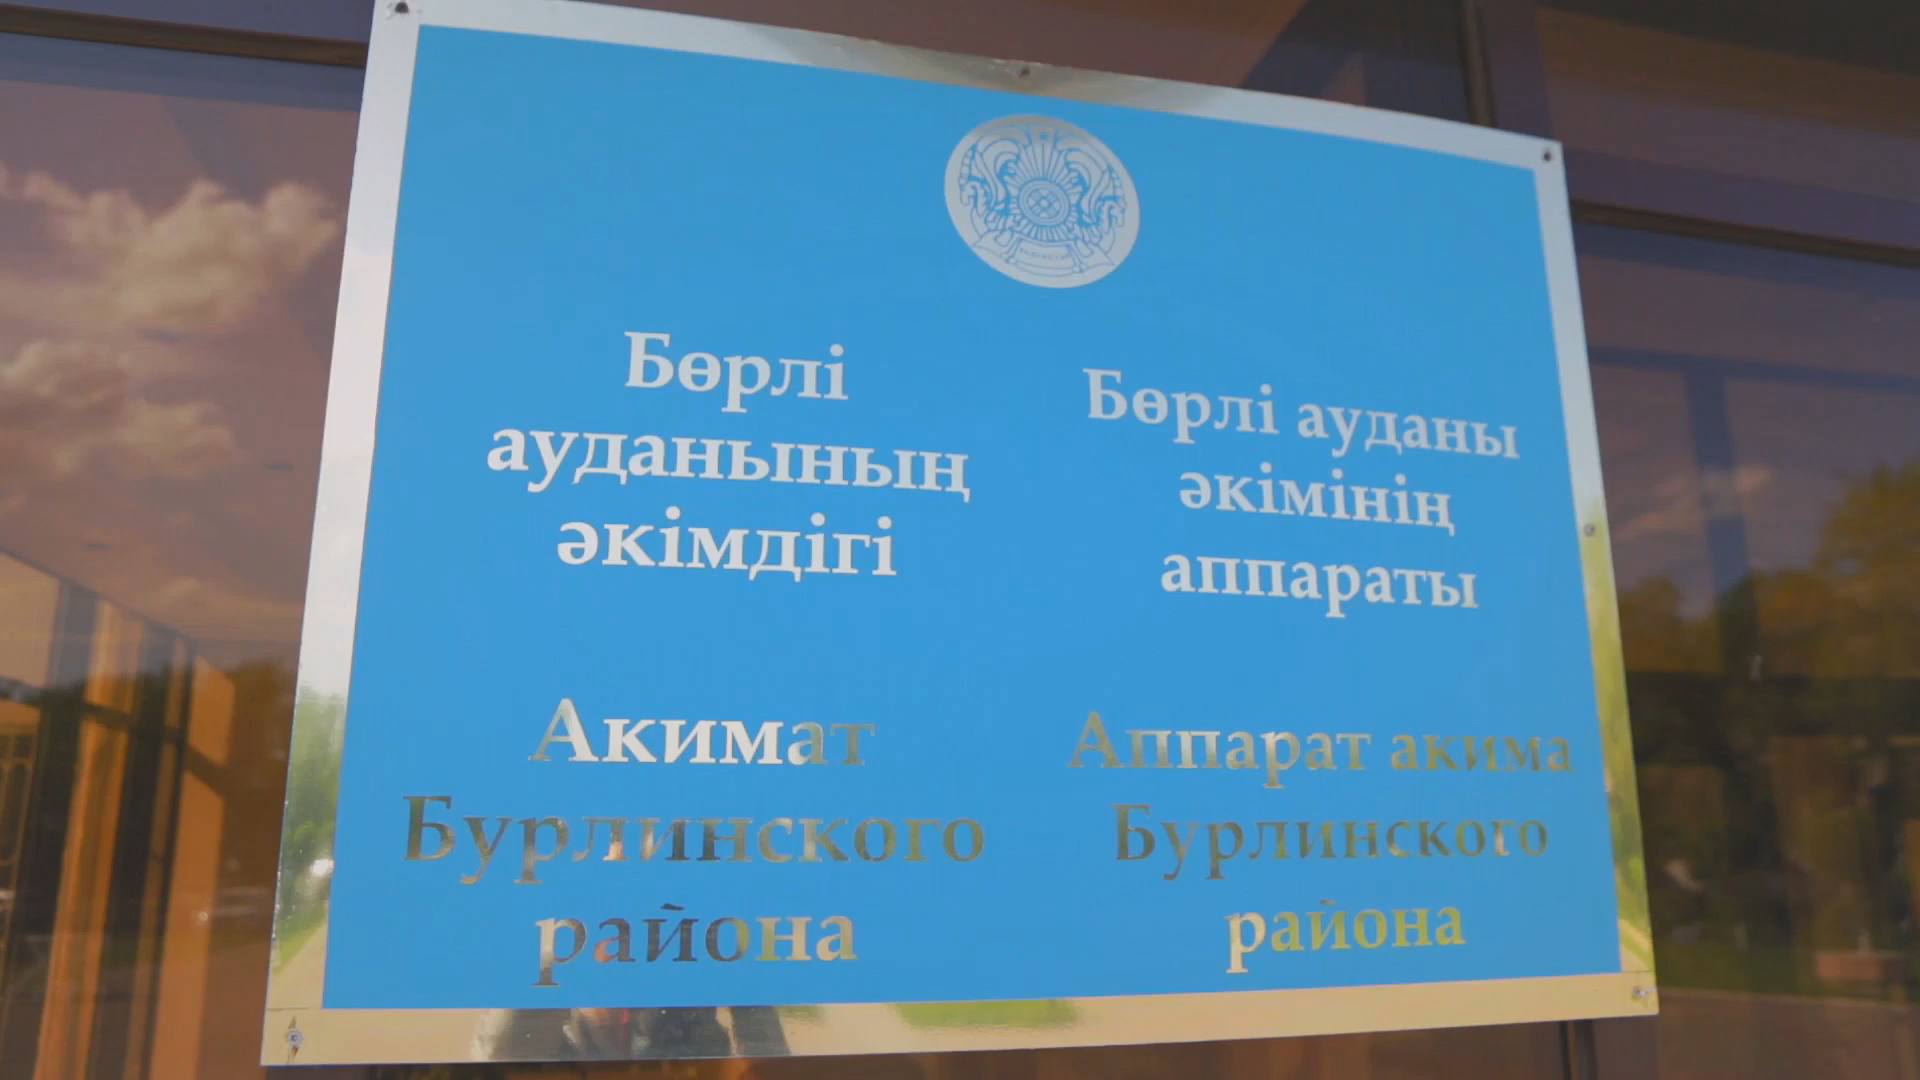 Бөрлі
ауданының
әкімдігі
Бөрлі ауданы
әкімінің
аппараты
Акимат
Бурлинского
района
Аппарат акима
Бурлинского
района